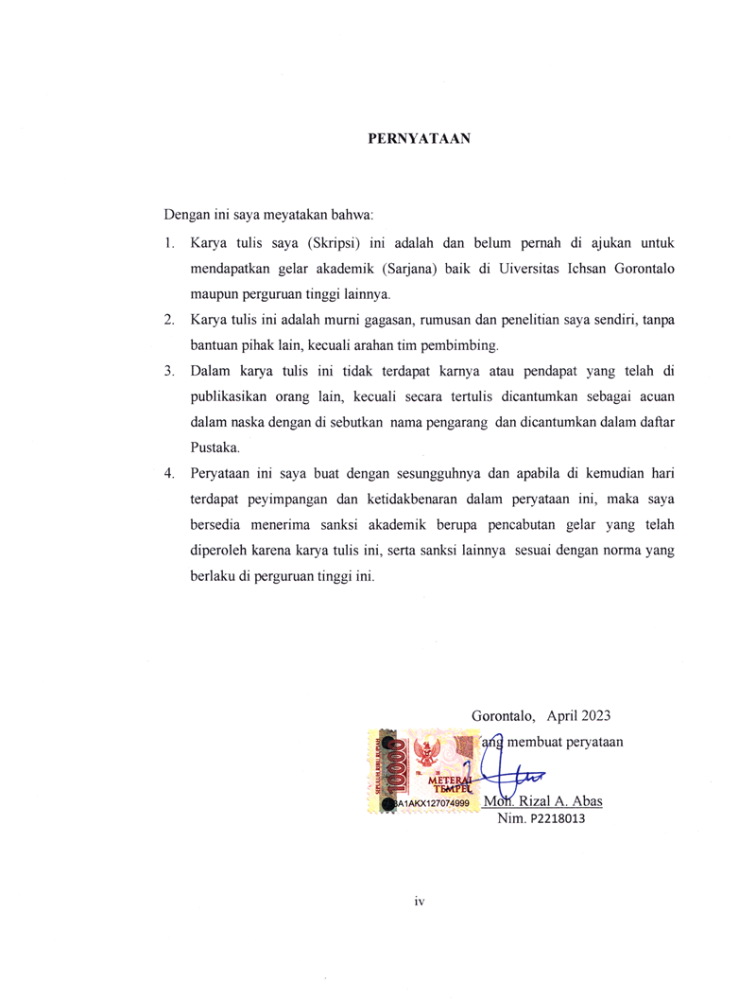 PERNYATAAN
Dengan ini saya meyatakan bahwa:
1. Karya tulis saya (Skripsi) ini adalah dan belum pernah di ajukan untuk
mendapatkan gelar akademik (Sarjana) baik di Uiversitas Ichsan Gorontalo
maupun perguruan tinggi lainnya.
2. Karya tulis ini adalah murni gagasan, rumusan dan penelitian saya sendiri, tanpa
bantuan pihak lain, kecuali arahan tim pembimbing.
3. Dalam karya tulis ini tidak terdapat karnya atau pendapat yang telah di
publikasikan orang lain, kecuali secara tertulis dicantumkan sebagai acuan
dalam naska dengan di sebutkan nama pengarang dan dicantumkan dalam daftar
Pustaka.
4. Peryataan ini saya buat dengan sesungguhnya dan apabila di kemudian hari
terdapat peyimpangan dan ketidakbenaran dalam peryataan ini, maka saya
bersedia menerima sanksi akademik berupa pencabutan gelar yang telah
diperoleh karena karya tulis ini, serta sanksi lainnya sesuai dengan norma yang
berlaku di perguruan tinggi ini.
Gorontalo, April 2023
ang membuat peryataan
SEPULUH RIBU RUPIAH
10000
METERAI
TEMPEL
A1AKX127074999
Moh. Rizal A. Abas
Nim. P2218013
iv